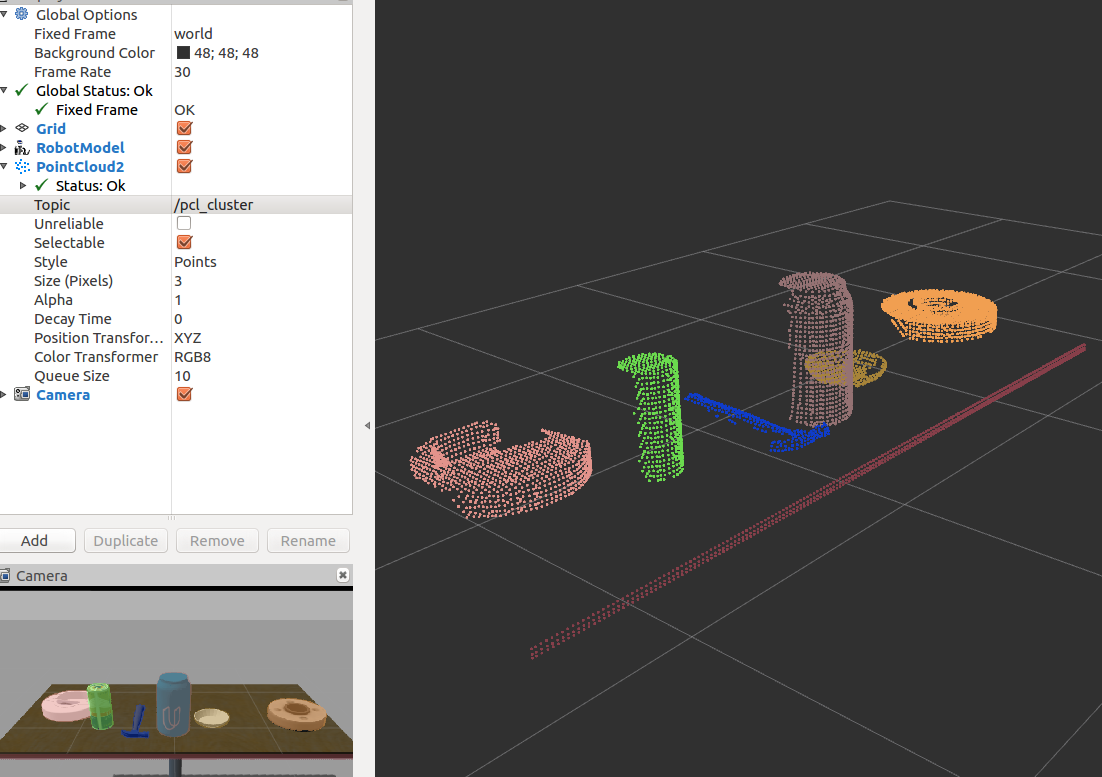 Global Options
Fixed Frame world
Background Color 48; 48; 48
Frame Rate 30
Global Status: Ok
Fixed Frame OK
Grid
RobotModel
PointCloud2
Status: Ok
Topic /pcl_cluster
Unreliable
Selectable
Style Points
Size (Pixels) 3
Alpha 1
Decay Time 0
Position Transfor… XYZ
Color Transformer RGB8
Queue Size 10
Camera
Add Duplicate Remove Rename
Camera